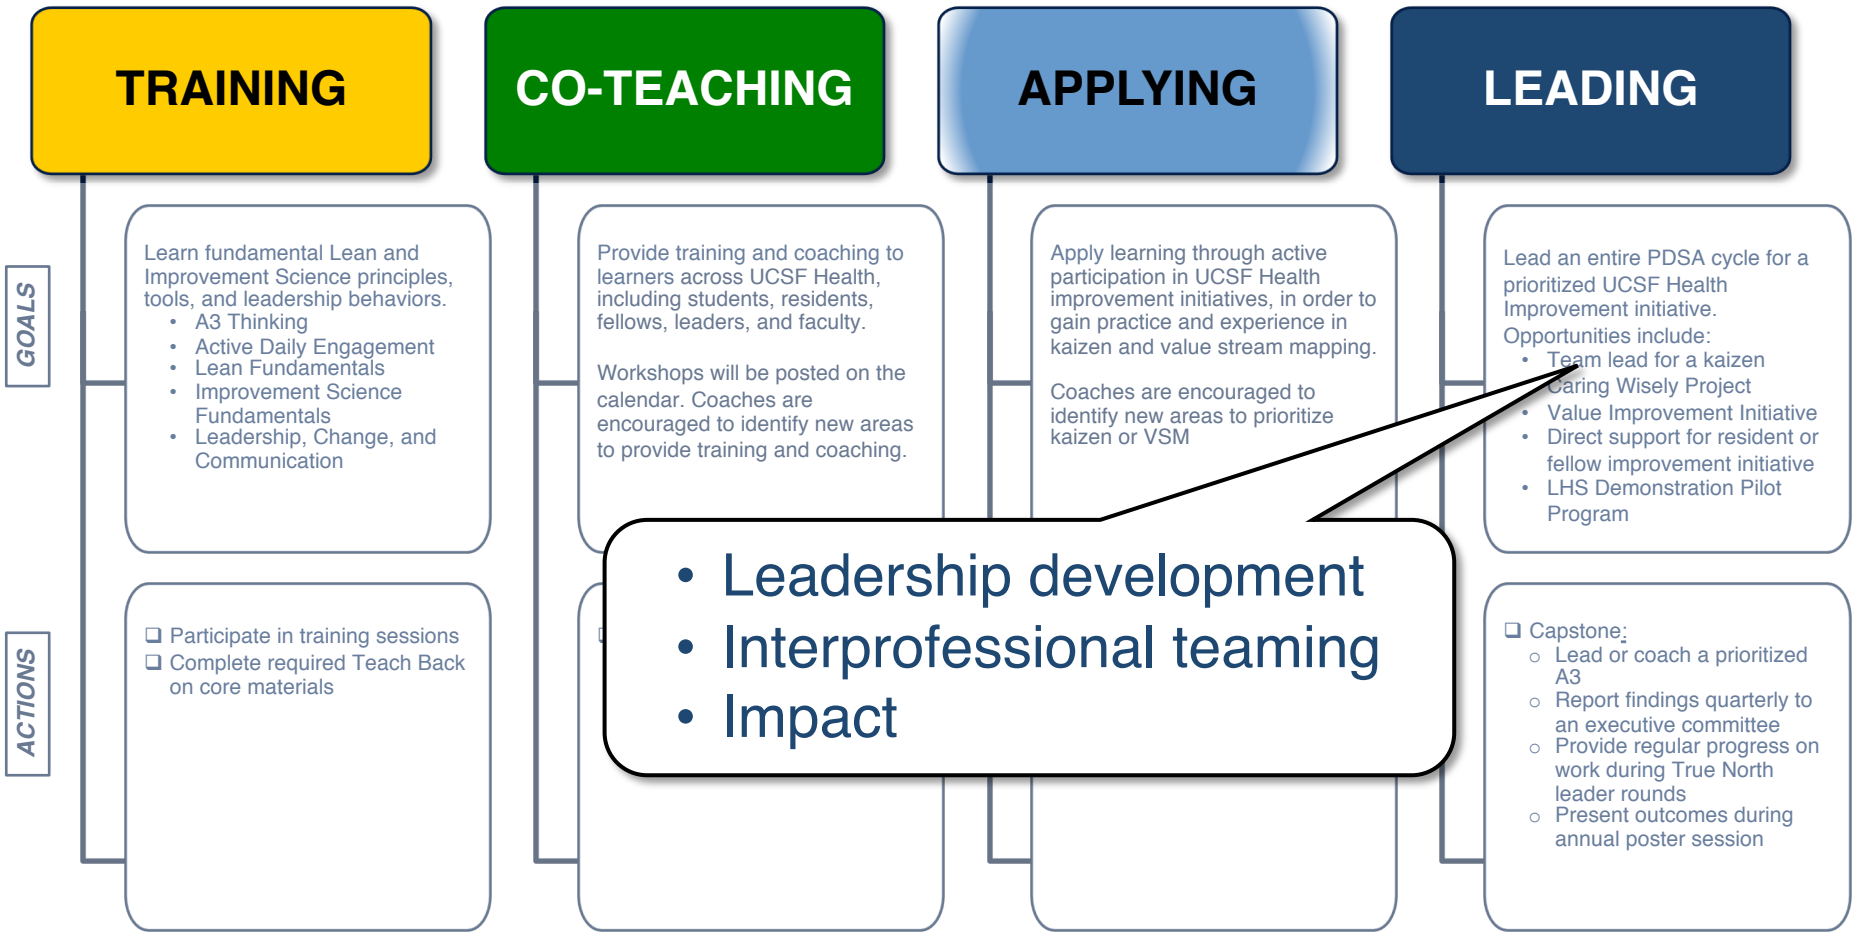 TRAINING
CO-TEACHING
APPLYING
LEADING
GOALS
Learn fundamental Lean and
Improvement Science principles,
tools, and leadership behaviors.
• A3 Thinking
• Active Daily Engagement
• Lean Fundamentals
• Improvement Science
Fundamentals
• Leadership, Change, and
Communication
Provide training and coaching to
learners across UCSF Health,
including students, residents,
fellows, leaders, and faculty.
Workshops will be posted on the
calendar. Coaches are
encouraged to identify new areas
to provide training and coaching.
Apply learning through active
participation in UCSF Health
improvement initiatives, in order to
gain practice and experience in
kaizen and value stream mapping.
Coaches are encouraged to
identify new areas to prioritize
kaizen or VSM
Lead an entire PDSA cycle for a
prioritized UCSF Health
Improvement initiative.
Opportunities include:
• Team lead for a kaizen
Caring Wisely Project
• Value Improvement Initiative
• Direct support for resident or
fellow improvement initiative
• LHS Demonstration Pilot
Program
• Leadership development
• Interprofessional teaming
• Impact
ACTIONS
❑ Participate in training sessions
❑ Complete required Teach Back
on core materials
❑ Capstone:
○ Lead or coach a prioritized
A3
○ Report findings quarterly to
an executive committee
○ Provide regular progress on
work during True North
leader rounds
○ Present outcomes during
annual poster session